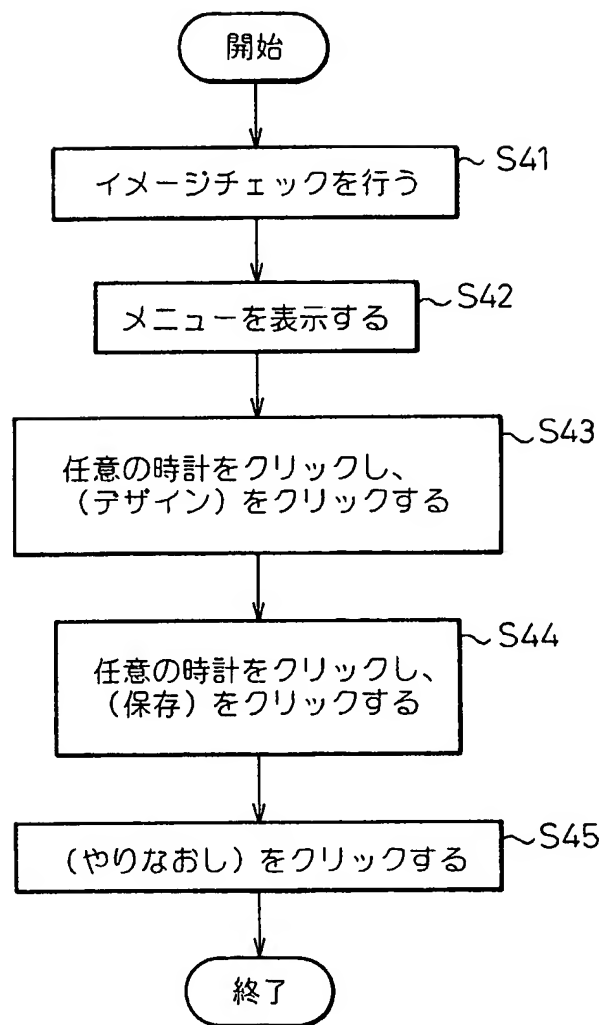 開始
イメージチェックを行う
S41
メニューを表示する
S42
任意の時計をクリックし、
(デザイン)をクリックする
S43
任意の時計をクリックし、
(保存)をクリックする
S44
(やりなおし)をクリックする
S45
終了